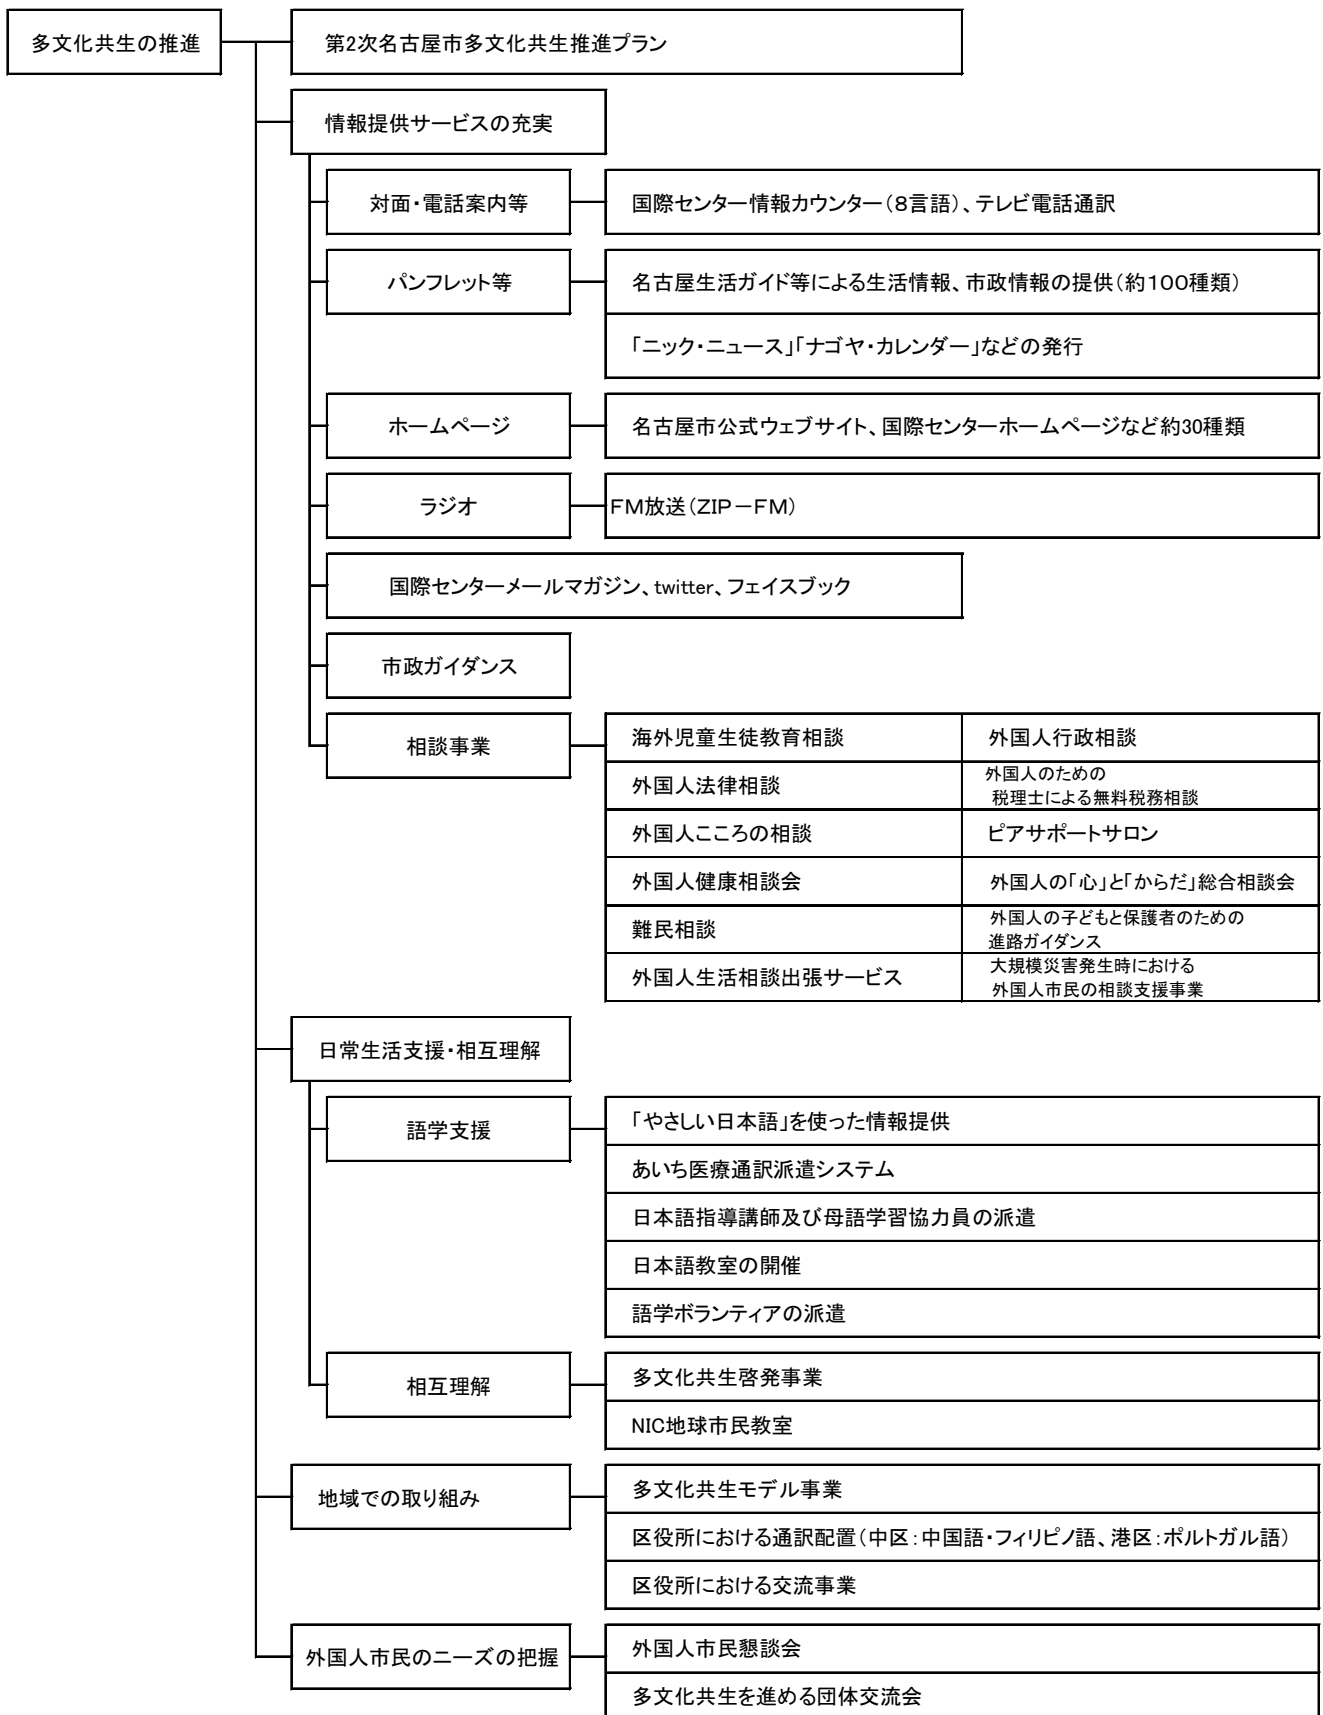 多文化共生の推進
第2次名古屋市多文化共生推進プラン
情報提供サービスの充実
対面・電話案内等
国際センター情報カウンター(8言語)、テレビ電話通訳
パンフレット等
名古屋生活ガイド等による生活情報、市政情報の提供(約100種類)
「ニック・ニュース」「ナゴヤ・カレンダー」などの発行
ホームページ
名古屋市公式ウェブサイト、国際センターホームページなど約30種類
ラジオ
FM放送(ZIP-FM)
国際センターメールマガジン、twitter、フェイスブック
市政ガイダンス
相談事業
海外児童生徒教育相談
外国人行政相談
外国人法律相談
外国人のための
税理士による無料税務相談
外国人こころの相談
ピアサポートサロン
外国人健康相談会
外国人の「心」と「からだ」総合相談会
難民相談
外国人の子どもと保護者のための
進路ガイダンス
外国人生活相談出張サービス
大規模災害発生時における
外国人市民の相談支援事業
日常生活支援・相互理解
語学支援
「やさしい日本語」を使った情報提供
あいち医療通訳派遣システム
日本語指導講師及び母語学習協力員の派遣
日本語教室の開催
語学ボランティアの派遣
相互理解
多文化共生啓発事業
NIC地球市民教室
地域での取り組み
多文化共生モデル事業
区役所における通訳配置(中区:中国語・フィリピノ語、港区:ポルトガル語)
区役所における交流事業
外国人市民のニーズの把握
外国人市民懇談会
多文化共生を進める団体交流会